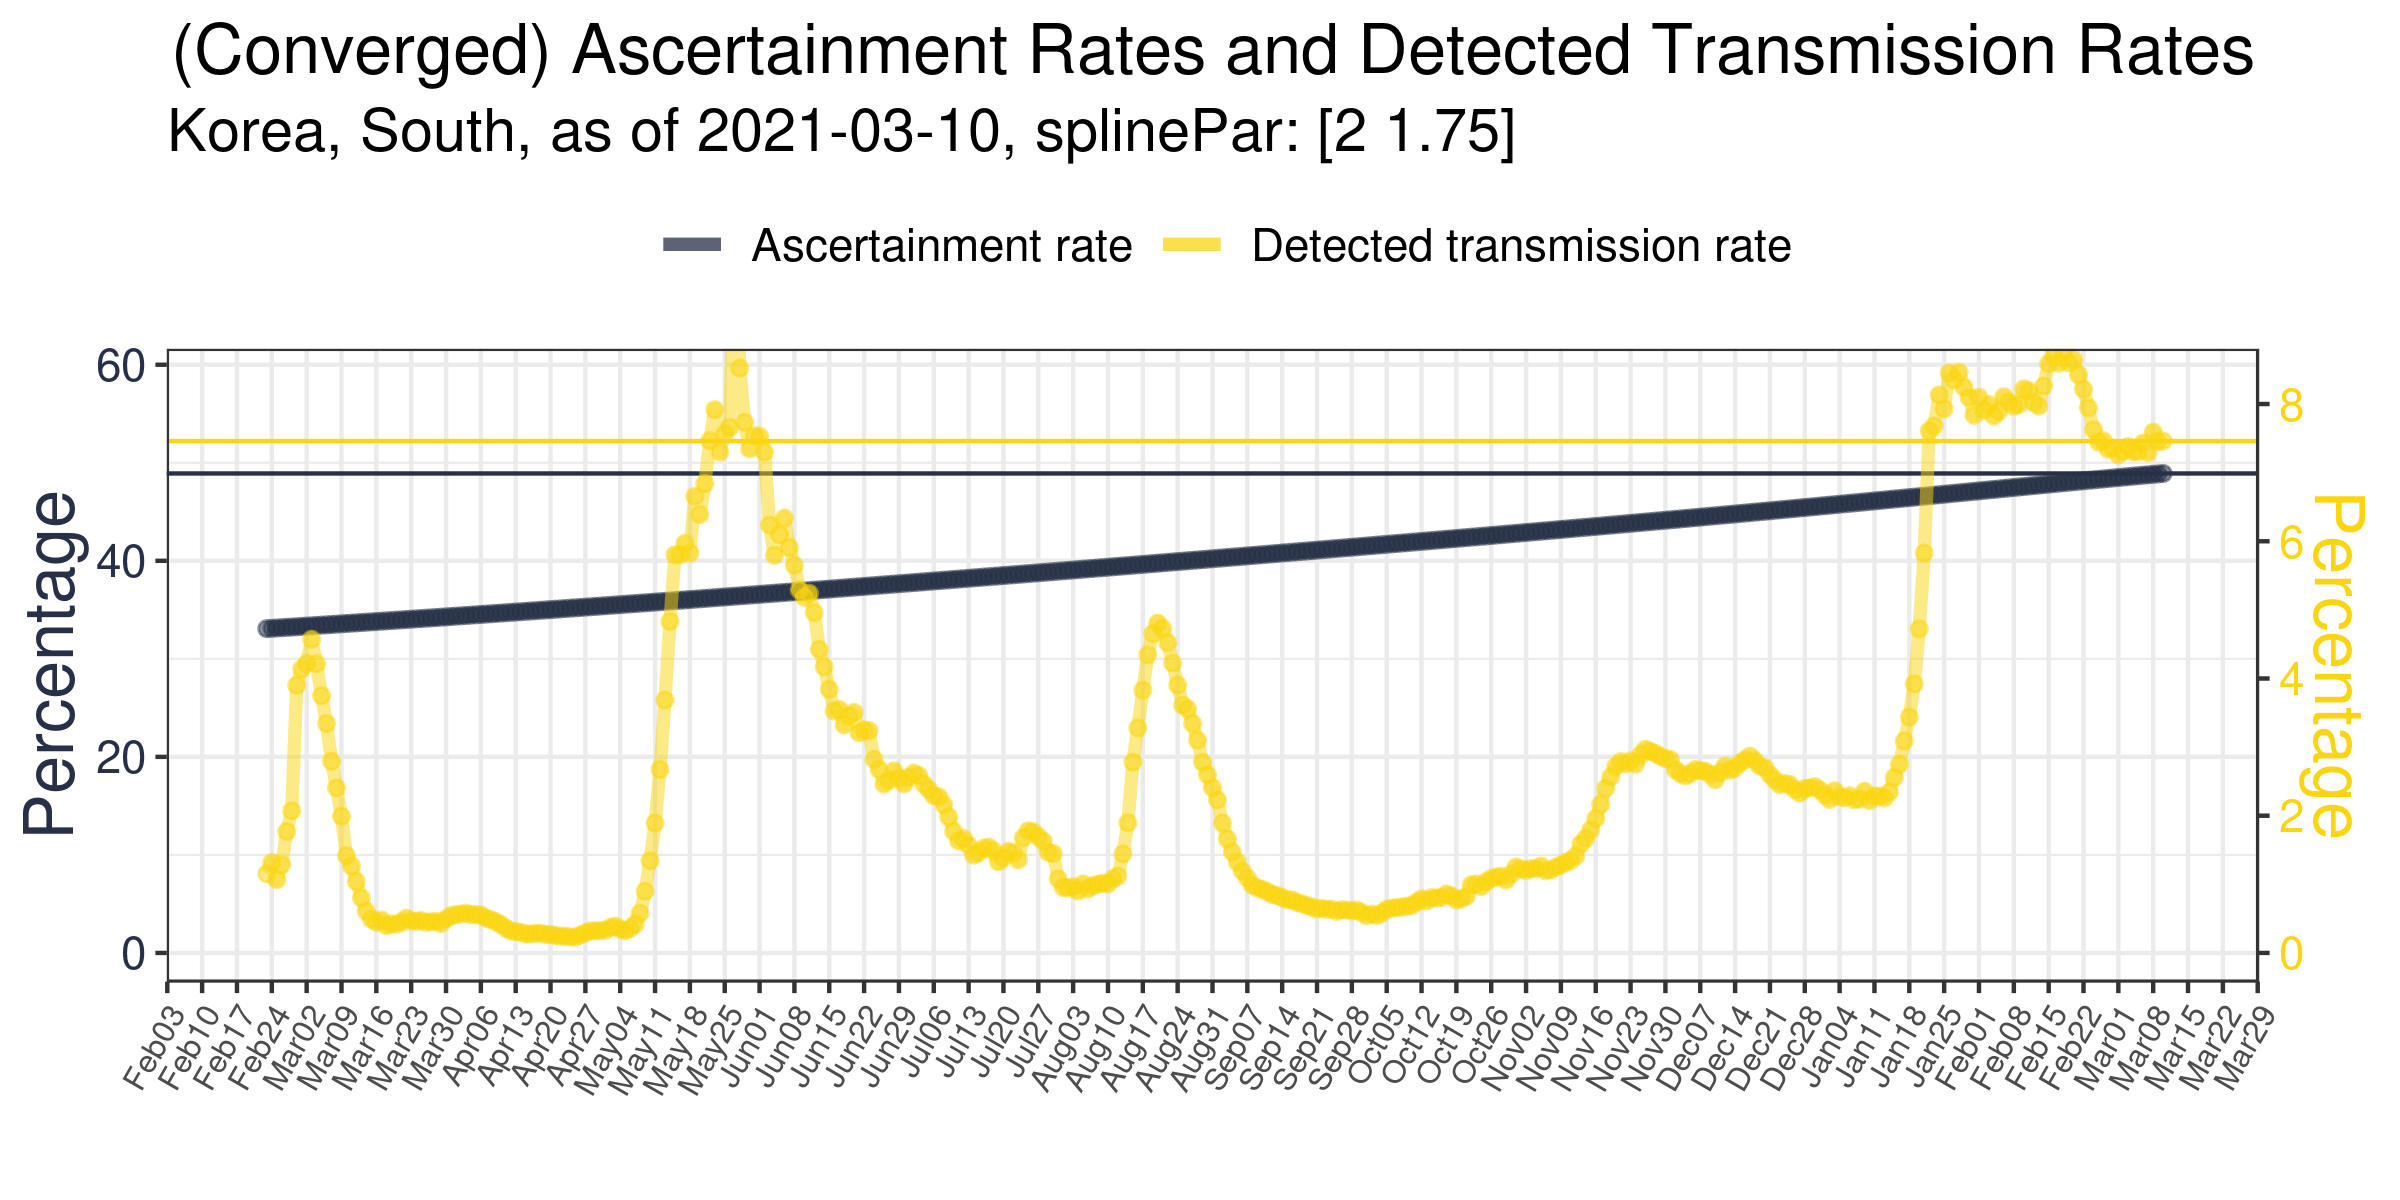 (Converged) Ascertainment Rates and Detected Transmission Rates
Korea, South, as of 2021-03-10, splinePar: [2 1.75]
Ascertainment rate
Detected transmission rate
Percentage
60
40
20
0
8
6
4
2
0
Percentage
Feb03
Feb10
Feb17
Feb24
Mar02
Mar09
Mar16
Mar23
Mar30
Apr06
Apr13
Apr20
Apr27
May04
May11
May18
May25
Jun01
Jun08
Jun15
Jun22
Jun29
Jul06
Jul13
Jul20
Jul27
Aug03
Aug10
Aug17
Aug24
Aug31
Sep07
Sep14
Sep21
Sep28
Oct05
Oct12
Oct19
Oct26
Nov02
Nov09
Nov16
Nov23
Nov30
Dec07
Dec14
Dec21
Dec28
Jan04
Jan11
Jan18
Jan25
Feb01
Feb08
Feb15
Feb22
Mar01
Mar08
Mar15
Mar22
Mar29